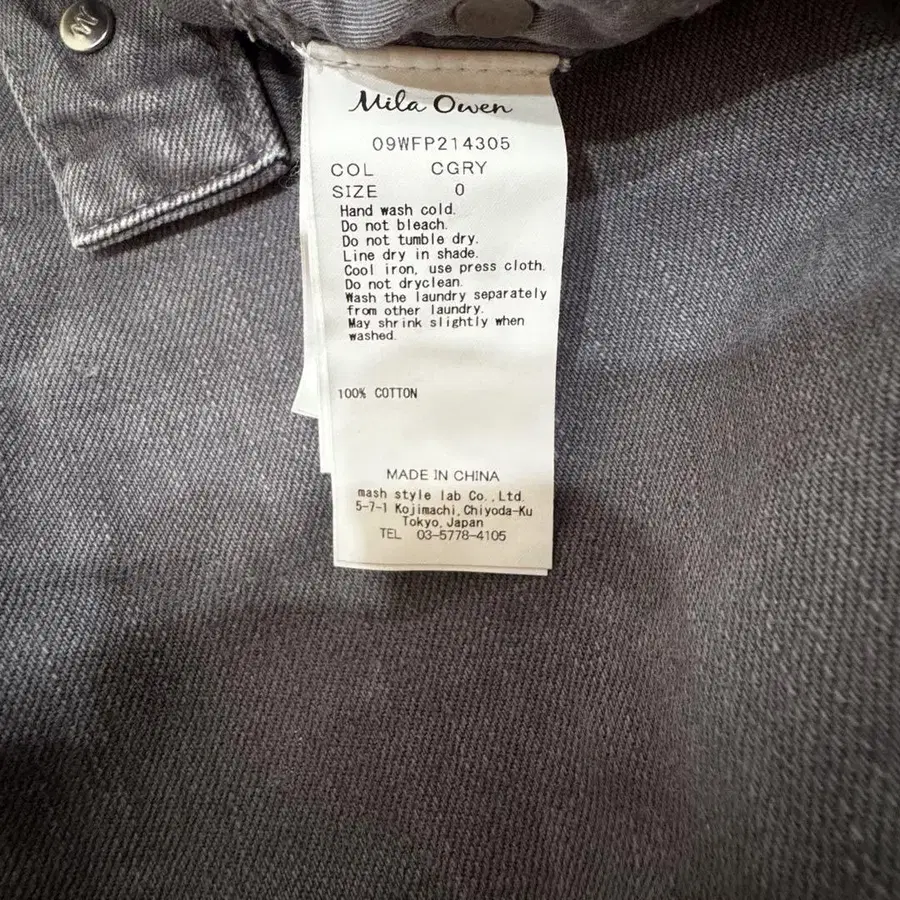 Mila Owen
09WFP214305
COL CGRY
SIZE 0
Hand wash cold.
Do not bleach.
Do not tumble dry.
Line dry in shade.
Cool iron, use press cloth.
Do not dryclean.
Wash the laundry separately
from other laundry.
May shrink slightly when
washed.
100% COTTON
MADE IN CHINA
mash style lab Co.,Ltd.
5-7-1 Kojimachi,Chiyoda-Ku
Tokyo,Japan
TEL 03-5778-4105